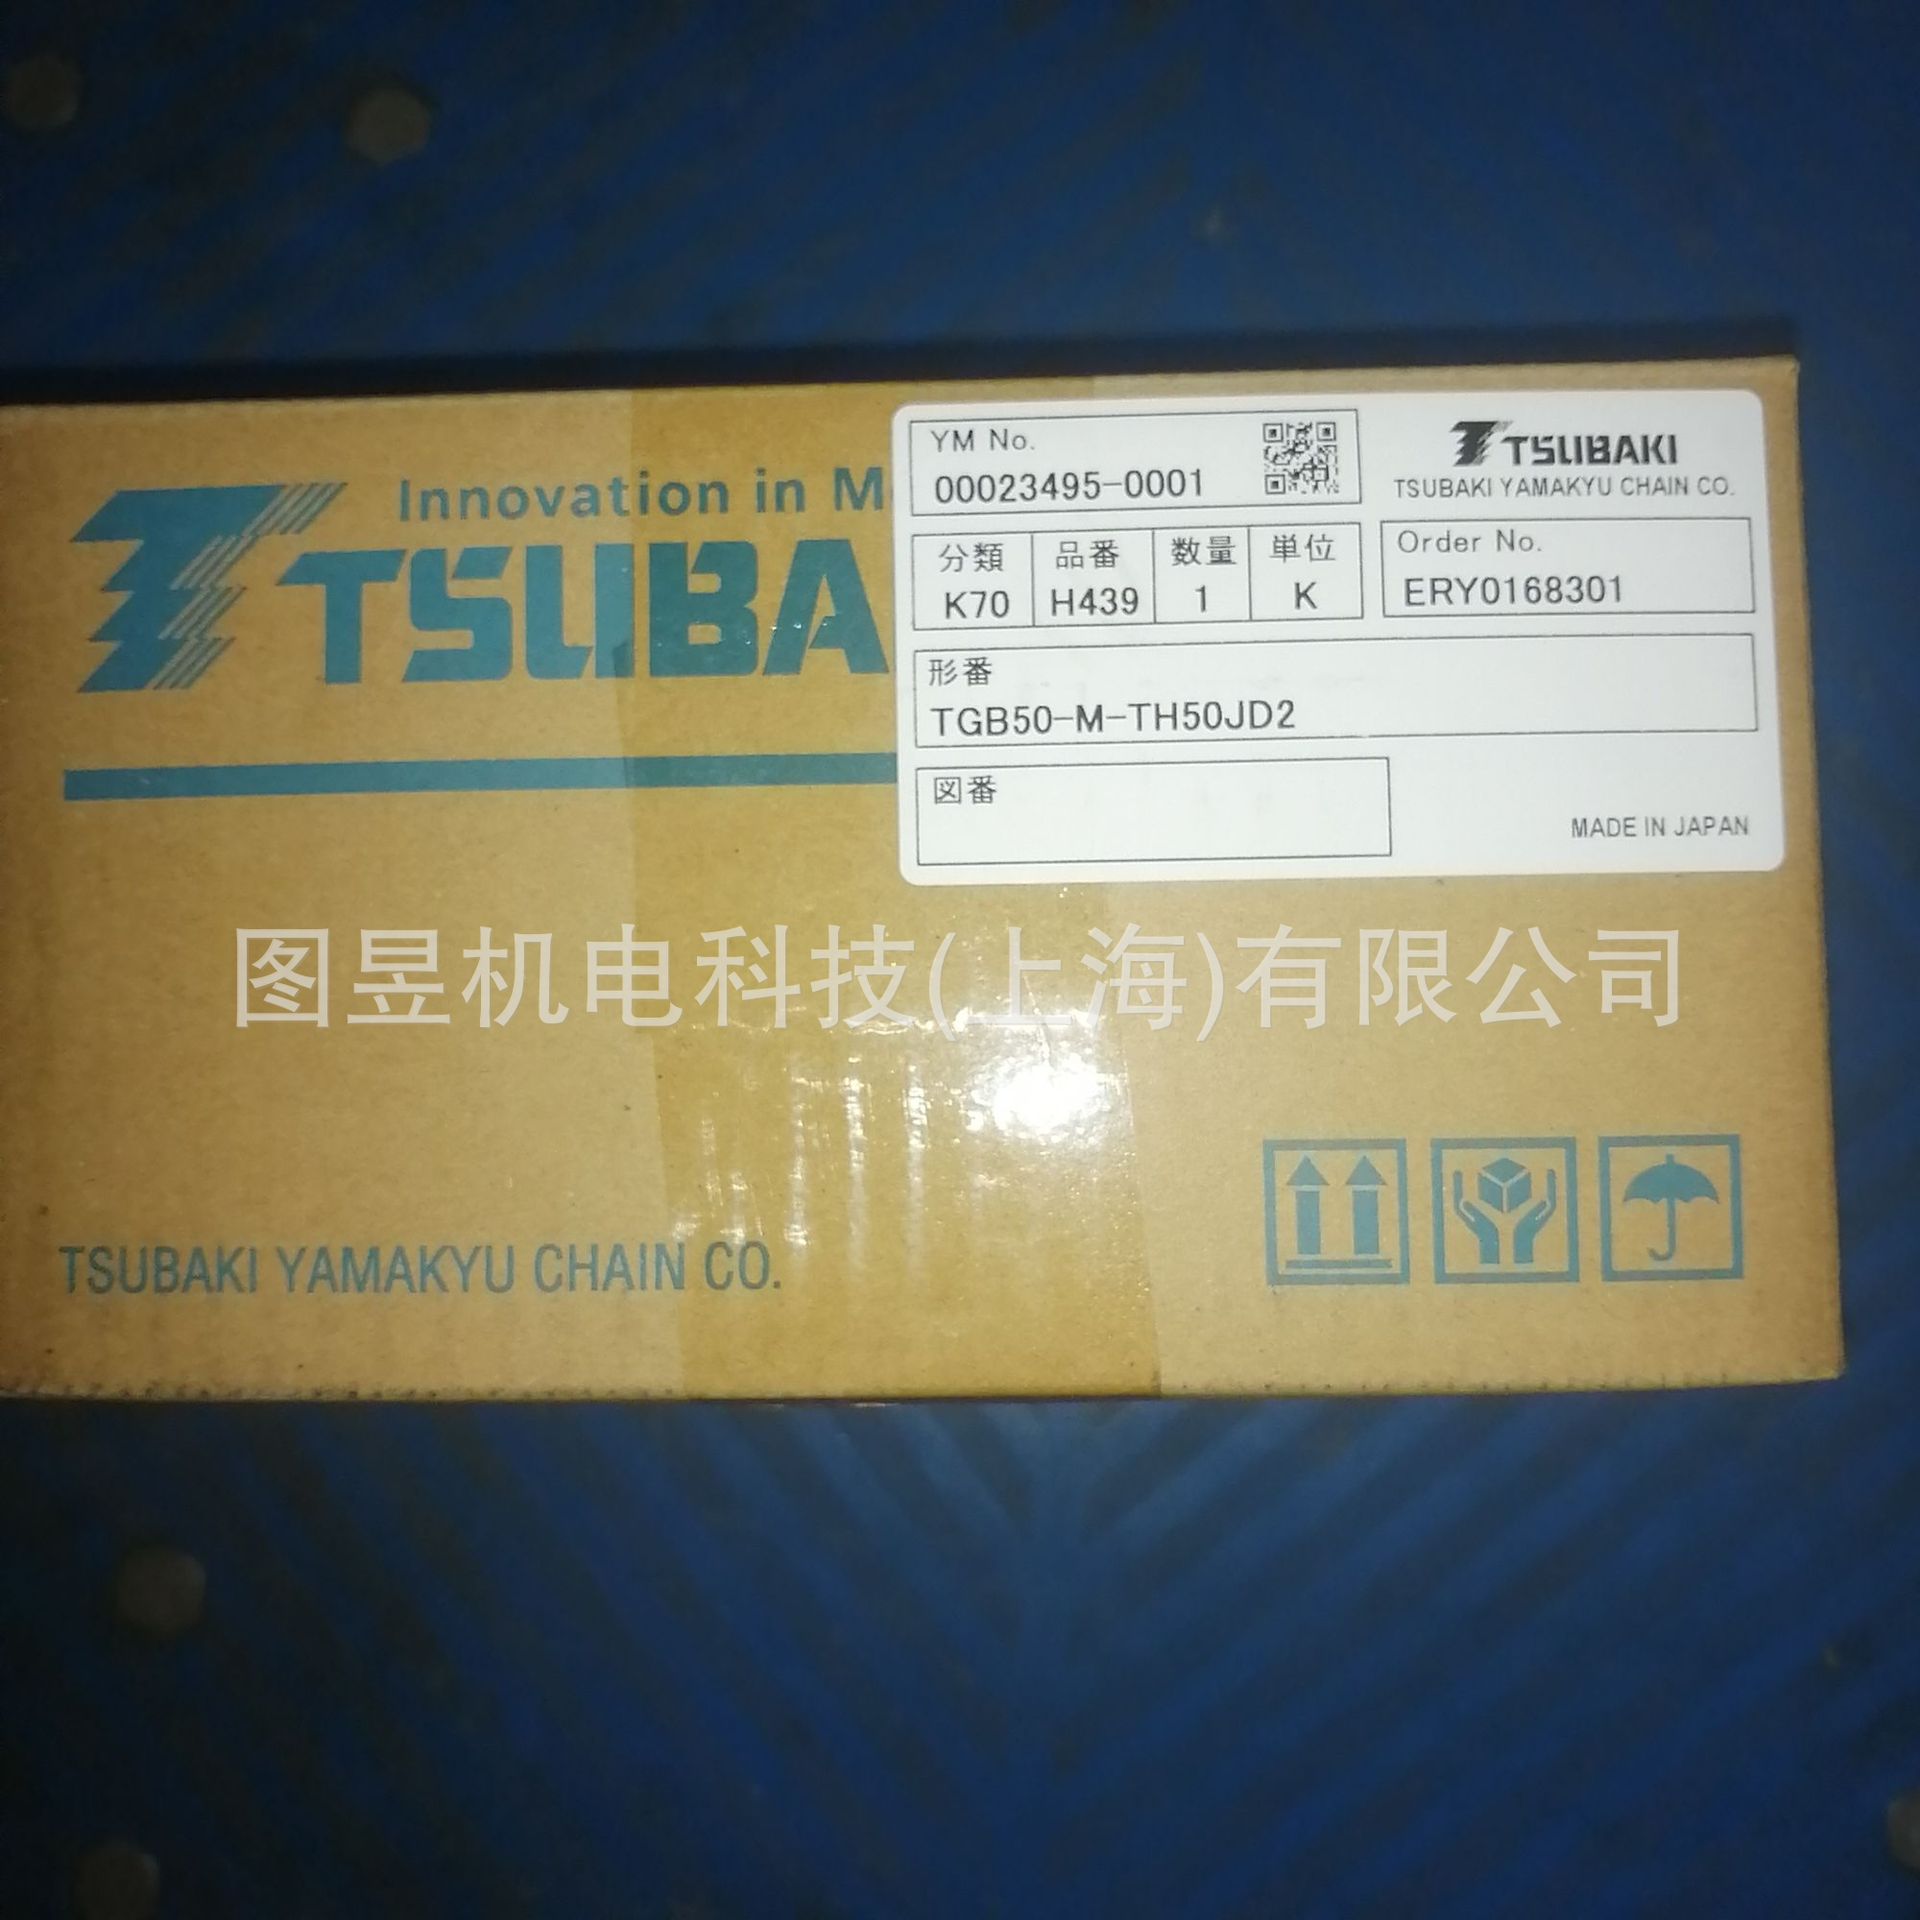 Innovation in M
TSUBA
YM No.
00023495-0001
TSUBAKI
TSUBAKI YAMAKYU CHAIN CO.
分類 品番 数量 単位
K70 H439 1 K
Order No.
ERY0168301
形番
TGB50-M-TH50JD2
図番
MADE IN JAPAN
图昱机电科技(上海)有限公司
TSUBAKI YAMAKYU CHAIN CO.